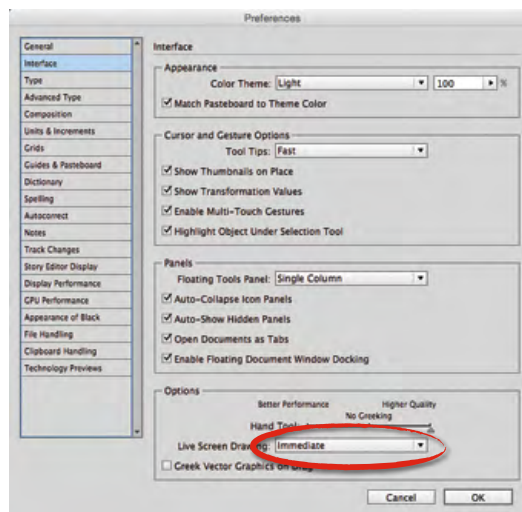 Preferences
General
Interface
Type
Advanced Type
Composition
Units & Increments
Grids
Guides & Pasteboard
Dictionary
Spelling
Autocorrect
Notes
Track Changes
Story Editor Display
Display Performance
GPU Performance
Appearance of Black
File Handling
Clipboard Handling
Technology Previews
Interface
Appearance
Color Theme: Light 100 %
Match Pasteboard to Theme Color
Cursor and Gesture Options
Tool Tips: Fast
Show Thumbnails on Place
Show Transformation Values
Enable Multi-Touch Gestures
Highlight Object Under Selection Tool
Panels
Floating Tools Panel: Single Column
Auto-Collapse Icon Panels
Auto-Show Hidden Panels
Open Documents as Tabs
Enable Floating Document Window Docking
Options
Better Performance Higher Quality
No Greeking
Hand Tool
Live Screen Drawing: Immediate
Greek Vector Graphics on Drag
Cancel OK